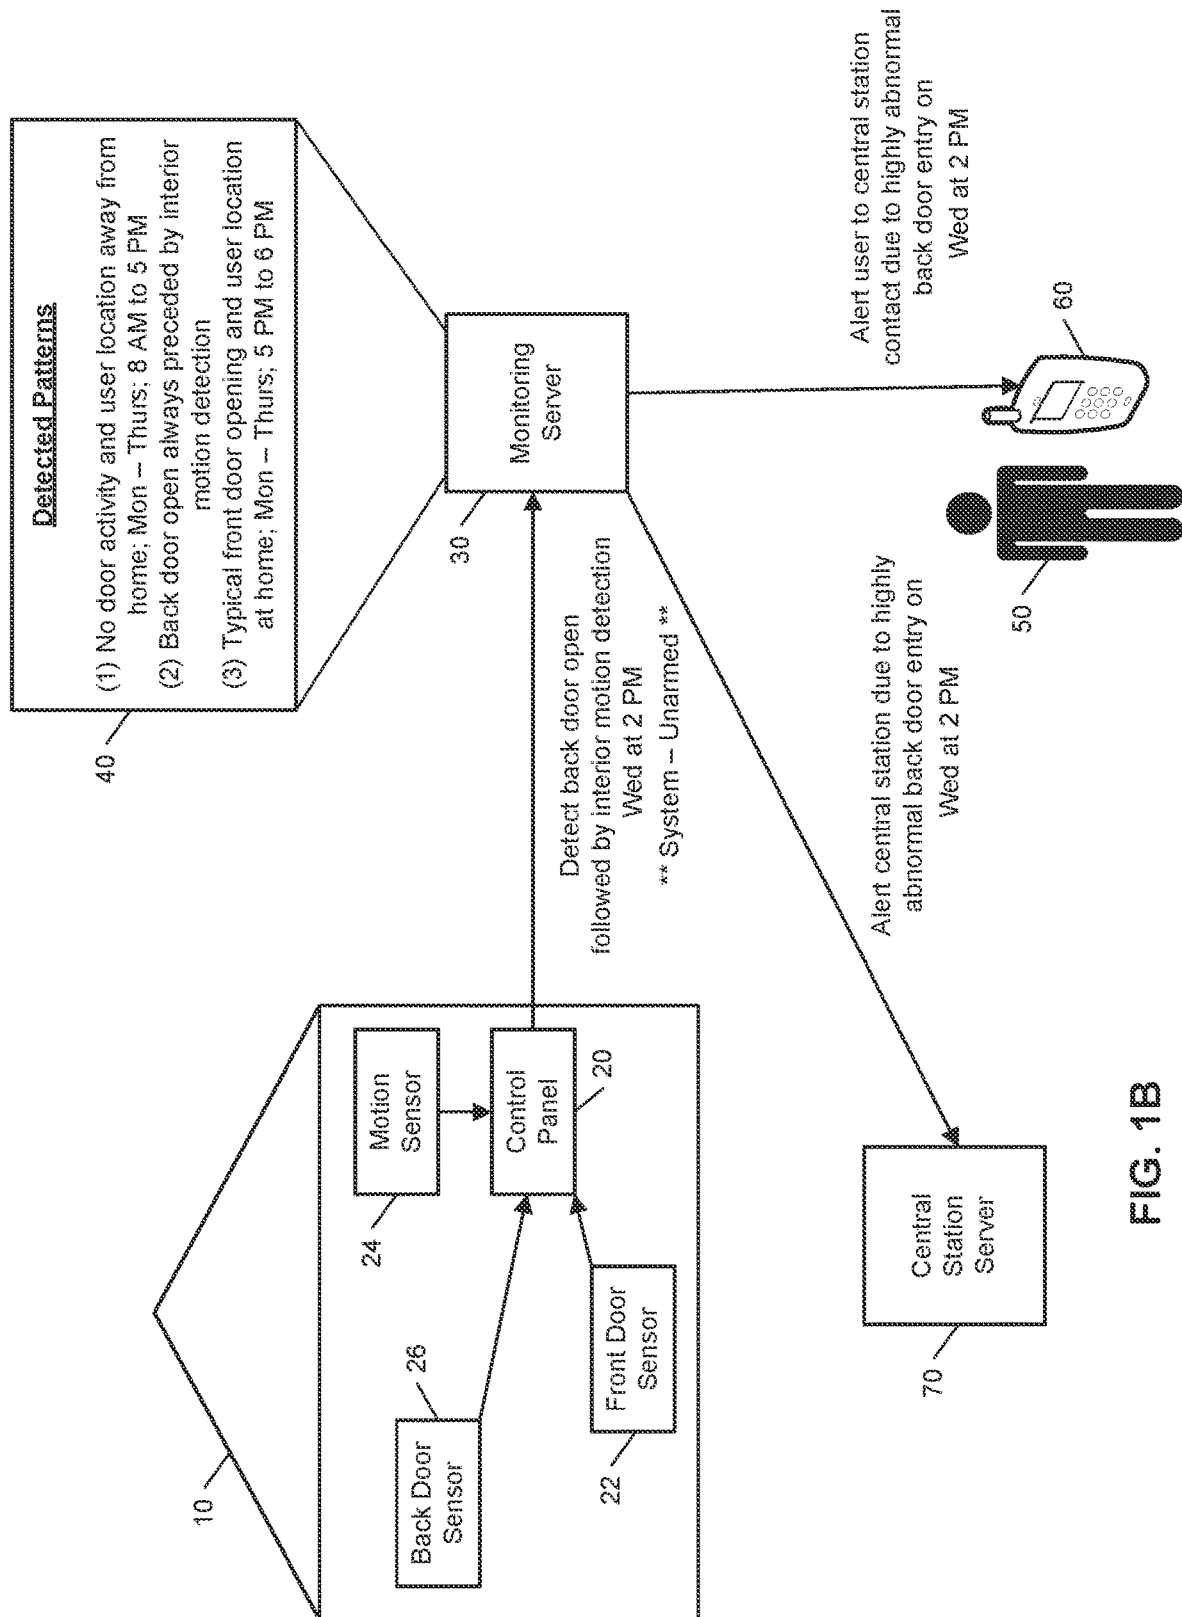 Detected Patterns
(1) No door activity and user location away from
home; Mon – Thurs; 8 AM to 5 PM
(2) Back door open always preceded by interior
motion detection
(3) Typical front door opening and user location
at home; Mon – Thurs; 5 PM to 6 PM
40
10
Motion
Sensor
24
Back Door
Sensor
26
Control
Panel
20
Front Door
Sensor
22
Monitoring
Server
30
Detect back door open
followed by interior motion detection
Wed at 2 PM
** System – Unarmed **
Alert user to central station
contact due to highly abnormal
back door entry on
Wed at 2 PM
60
50
Alert central station due to highly
abnormal back door entry on
Wed at 2 PM
Central
Station
Server
70
FIG. 1B